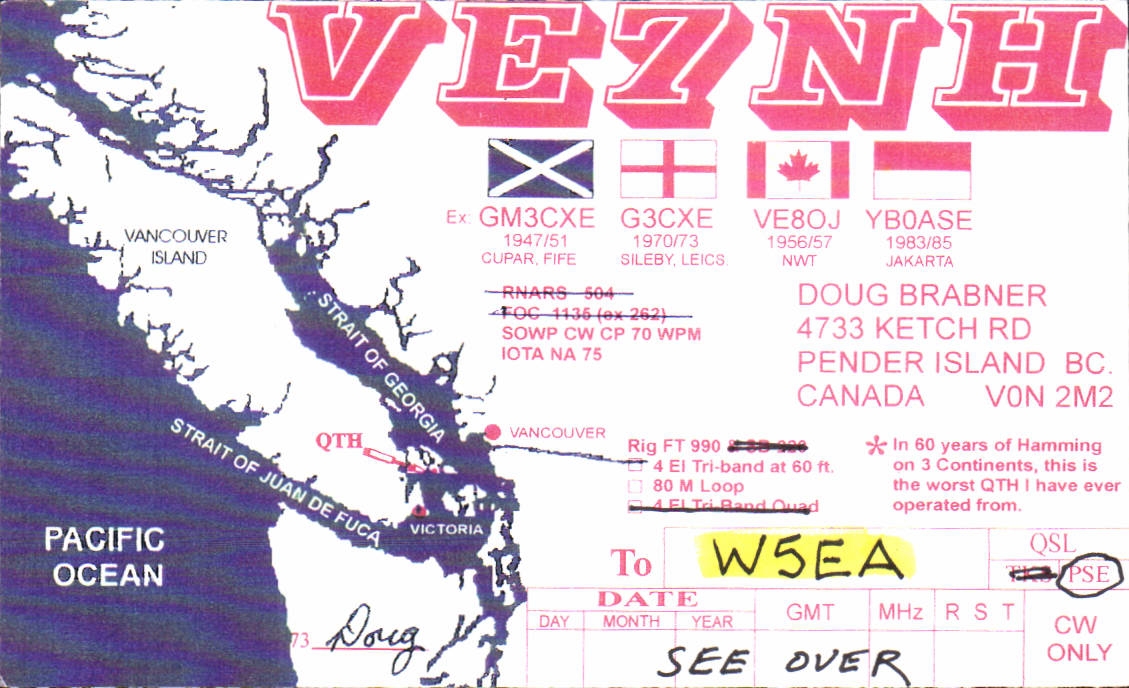 VE7NH
Ex: GM3CXE G3CXE VE8OJ YB0ASE
1947/51 1970/73 1956/57 1983/85
CUPAR, FIFE SILEBY, LEICS. NWT JAKARTA
RNARS 504
FOC 1135 (ex 262)
SOWP CW CP 70 WPM
IOTA NA 75
DOUG BRABNER
4733 KETCH RD
PENDER ISLAND BC.
CANADA V0N 2M2
VANCOUVER
ISLAND
STRAIT OF GEORGIA
STRAIT OF JUAN DE FUCA
QTH
VANCOUVER
VICTORIA
PACIFIC
OCEAN
Rig FT 990 & SB 220
4 El Tri-band at 60 ft.
80 M Loop
4 El Tri-Band Quad
* In 60 years of Hamming
on 3 Continents, this is
the worst QTH I have ever
operated from.
To W5EA
QSL
TKS PSE
DATE GMT MHz R S T
DAY MONTH YEAR
SEE OVER
CW
ONLY
73 Doug